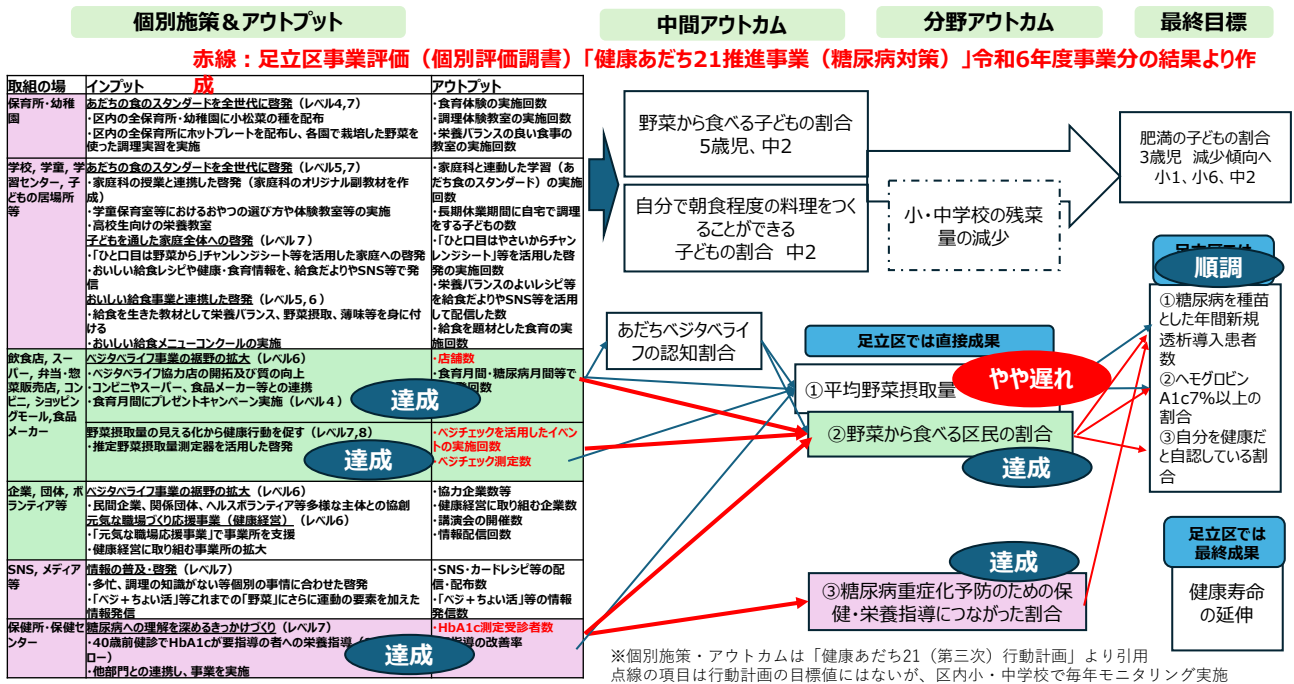 個別施策＆アウトプット
中間アウトカム
分野アウトカム
最終目標
赤線：足立区事業評価（個別評価調書）「健康あだち21推進事業（糖尿病対策）」令和6年度事業分の結果より作
成
取組の場
インプット
アウトプット
保育所・幼稚
園
あだちの食のスタンダードを全世代に啓発（レベル4,7）
・区内の全保育所・幼稚園に小松菜の種を配布
・区内の全保育所にホットプレートを配布し、各園で栽培した野菜を
使った調理実習を実施
・食育体験の実施回数
・調理体験教室の実施回数
・栄養バランスの良い食事の
教室の実施回数
学校, 学童, 学
習センター, 子
どもの居場所
等
あだちの食のスタンダードを全世代に啓発（レベル5,7）
・家庭科の授業と連携した啓発（家庭科のオリジナル副教材を作
成）
・学童保育室等におけるおやつの選び方や体験教室等の実施
・高校生向けの栄養教室
子どもを通した家庭全体への啓発（レベル７）
・「ひと口目は野菜から」チャレンジシート等を活用した家庭への啓発
・おいしい給食レシピや健康・食育情報を、給食だよりやSNS等で発
信
おいしい給食事業と連携した啓発（レベル5,６）
・給食を生きた教材として栄養バランス、野菜摂取、薄味等を身に付
ける
・おいしい給食メニューコンクールの実施
・家庭科と連動した学習（あ
だち食のスタンダード）の実施
回数
・長期休業期間に自宅で調理
をする子どもの数
・「ひと口目はやさいからチャ
レンジシート」等を活用した啓
発の実施回数
・栄養バランスのよいレシピ等
を給食だよりやSNS等を活用
して配信した数
・給食を題材とした食育の実
施回数
飲食店, スー
パー, 弁当・惣
菜販売店, コン
ビニ, ショッピン
グモール,食品
メーカー
ベジタベライフ事業の裾野の拡大（レベル6）
・ベジタベライフ協力店の開拓及び質の向上
・コンビニやスーパー、食品メーカー等との連携
・食育月間にプレゼントキャンペーン実施（レベル４）
達成
・店舗数
・食育月間・糖尿病月間等で
回数
野菜摂取量の見える化から健康行動を促す（レベル7,8）
・推定野菜摂取量測定器を活用した啓発
達成
・ベジチェックを活用したイベン
トの実施回数
・ベジチェック測定数
企業, 団体, ボ
ランティア等
ベジタベライフ事業の裾野の拡大（レベル6）
・民間企業、関係団体、ヘルスボランティア等多様な主体との協創
元気な職場づくり応援事業（健康経営）（レベル6）
・「元気な職場応援事業」で事業所を支援
・健康経営に取り組む事業所の拡大
・協力企業数等
・健康経営に取り組む企業数
・講演会の開催数
・情報配信回数
SNS, メディア
等
情報の普及・啓発（レベル7）
・多忙、調理の知識がない等個別の事情に合わせた啓発
・「ベジ＋ちょい活」等これまでの「野菜」にさらに運動の要素を加えた
情報発信
・SNS・カードレシピ等の配
信・配布数
・「ベジ＋ちょい活」等の情報
発信数
保健所・保健セ
ンター
糖尿病への理解を深めるきっかけづくり（レベル7）
・40歳前健診でHbA1cが要指導の者への栄養指導
ロー）
・他部門との連携し、事業を実施
達成
・HbA1c測定受診者数
指導の改善率
野菜から食べる子どもの割合
5歳児、中2
自分で朝食程度の料理をつく
ることができる
子どもの割合　中2
小・中学校の残菜
量の減少
肥満の子どもの割合
3歳児　減少傾向へ
小1、小6、中2
あだちベジタベライ
フの認知割合
足立区では直接成果
①平均野菜摂取量
やや遅れ
②野菜から食べる区民の割合
達成
達成
③糖尿病重症化予防のための保
健・栄養指導につながった割合
足立区では
順調
①糖尿病を種苗
とした年間新規
透析導入患者
数
②ヘモグロビン
A1c7％以上の
割合
③自分を健康だ
と自認している割
合
足立区では
最終成果
健康寿命
の延伸
※個別施策・アウトカムは「健康あだち21（第三次）行動計画」より引用
点線の項目は行動計画の目標値にはないが、区内小・中学校で毎年モニタリング実施